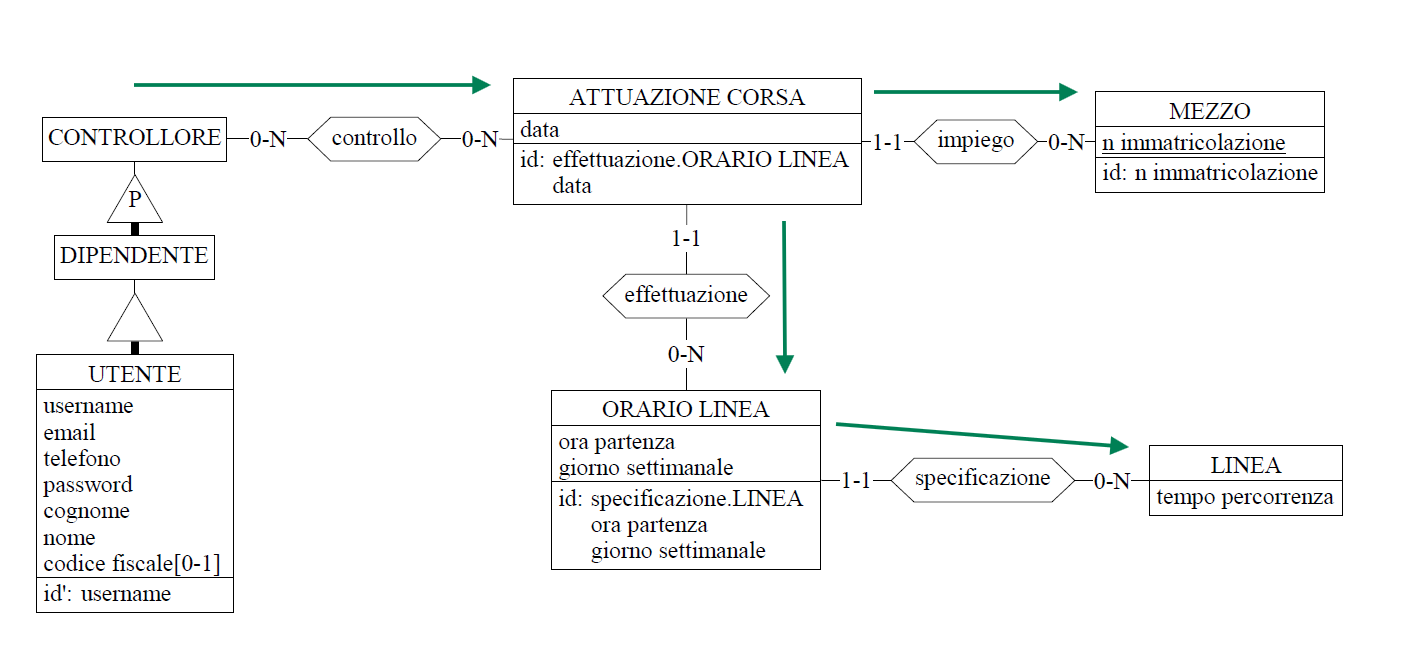 CONTROLLORE
0-N
controllo
0-N
ATTUAZIONE CORSA
data
id: effettuazione.ORARIO LINEA
data
1-1
impiego
0-N
MEZZO
n immatricolazione
id: n immatricolazione
P
DIPENDENTE
UTENTE
username
email
telefono
password
cognome
nome
codice fiscale[0-1]
id': username
1-1
effettuazione
0-N
ORARIO LINEA
ora partenza
giorno settimanale
id: specificazione.LINEA
ora partenza
giorno settimanale
1-1
specificazione
0-N
LINEA
tempo percorrenza